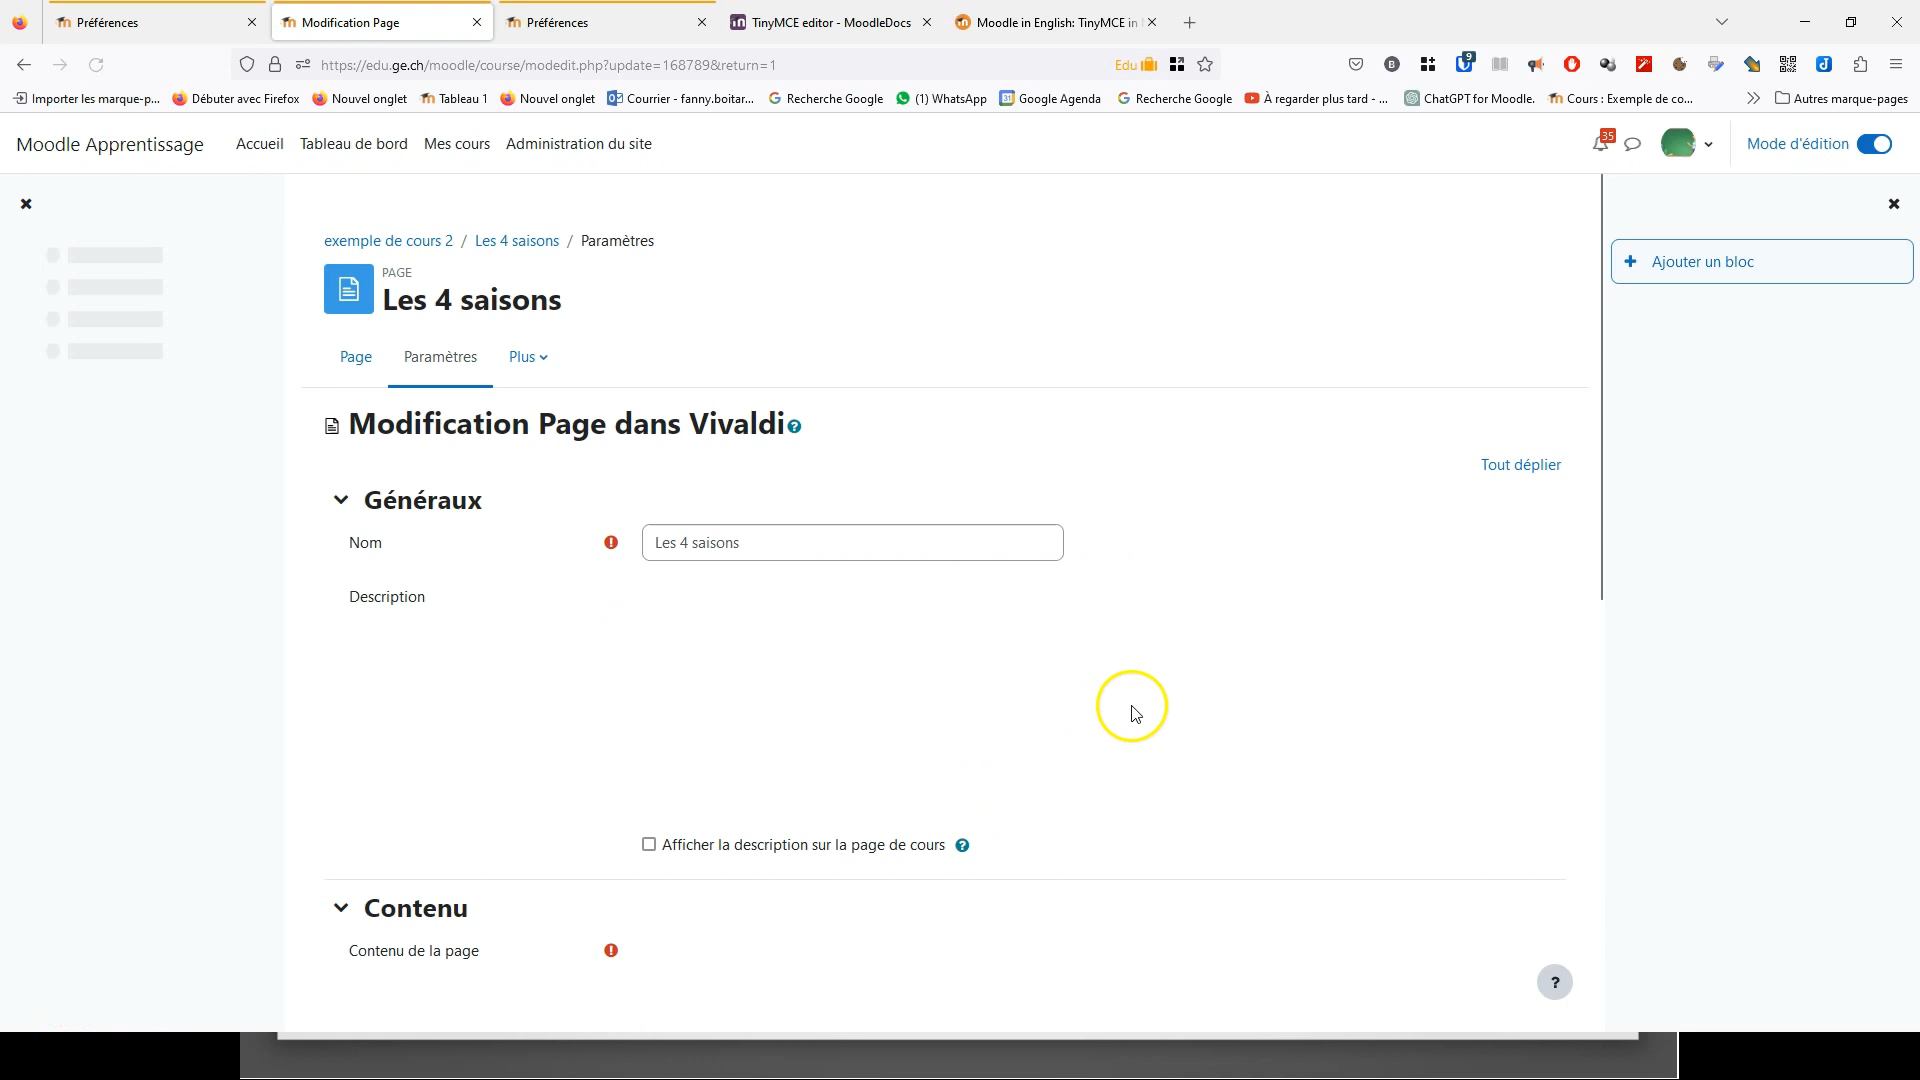 Préférences
Modification Page
Préférences
TinyMCE editor - MoodleDocs
Moodle in English: TinyMCE in
https://edu.ge.ch/moodle/course/modedit.php?update=168789&return=1
Edu
B
9
Importer les marque-p...
Débuter avec Firefox
Nouvel onglet
Tableau 1
Nouvel onglet
Courrier - fanny.boitar...
Recherche Google
(1) WhatsApp
Google Agenda
Recherche Google
À regarder plus tard - ...
ChatGPT for Moodle.
Cours : Exemple de co...
Autres marque-pages
Moodle Apprentissage
Accueil
Tableau de bord
Mes cours
Administration du site
35
Mode d'édition
exemple de cours 2 / Les 4 saisons / Paramètres
PAGE
Les 4 saisons
Page
Paramètres
Plus
Ajouter un bloc
Modification Page dans Vivaldi
Tout déplier
Généraux
Nom
Les 4 saisons
Description
Afficher la description sur la page de cours
Contenu
Contenu de la page
?